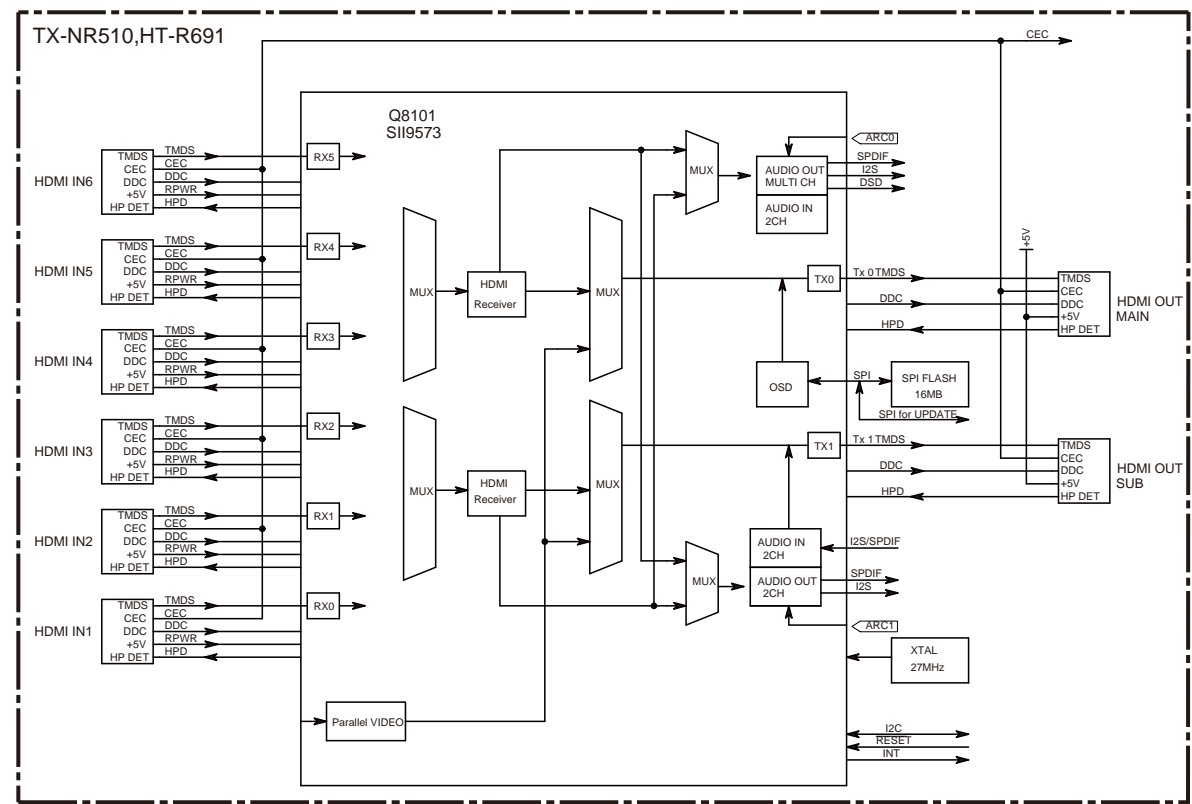 TX-NR510,HT-R691
CEC
Q8101
SII9573
HDMI IN6
TMDS
CEC
DDC
+5V
HP DET
TMDS
CEC
DDC
RPWR
HPD
RX5
HDMI IN5
TMDS
CEC
DDC
+5V
HP DET
TMDS
CEC
DDC
RPWR
HPD
RX4
HDMI IN4
TMDS
CEC
DDC
+5V
HP DET
TMDS
CEC
DDC
RPWR
HPD
RX3
HDMI IN3
TMDS
CEC
DDC
+5V
HP DET
TMDS
CEC
DDC
RPWR
HPD
RX2
HDMI IN2
TMDS
CEC
DDC
+5V
HP DET
TMDS
CEC
DDC
RPWR
HPD
RX1
HDMI IN1
TMDS
CEC
DDC
+5V
HP DET
TMDS
CEC
DDC
RPWR
HPD
RX0
MUX
HDMI
Receiver
MUX
MUX
HDMI
Receiver
MUX
Parallel VIDEO
MUX
AUDIO OUT
MULTI CH
AUDIO IN
2CH
ARC0
SPDIF
I2S
DSD
TX0
Tx 0 TMDS
DDC
HPD
+5V
TMDS
CEC
DDC
+5V
HP DET
HDMI OUT
MAIN
OSD
SPI
SPI FLASH
16MB
SPI for UPDATE
TX1
Tx 1 TMDS
DDC
HPD
TMDS
CEC
DDC
+5V
HP DET
HDMI OUT
SUB
MUX
AUDIO IN
2CH
AUDIO OUT
2CH
I2S/SPDIF
SPDIF
I2S
ARC1
XTAL
27MHz
I2C
RESET
INT